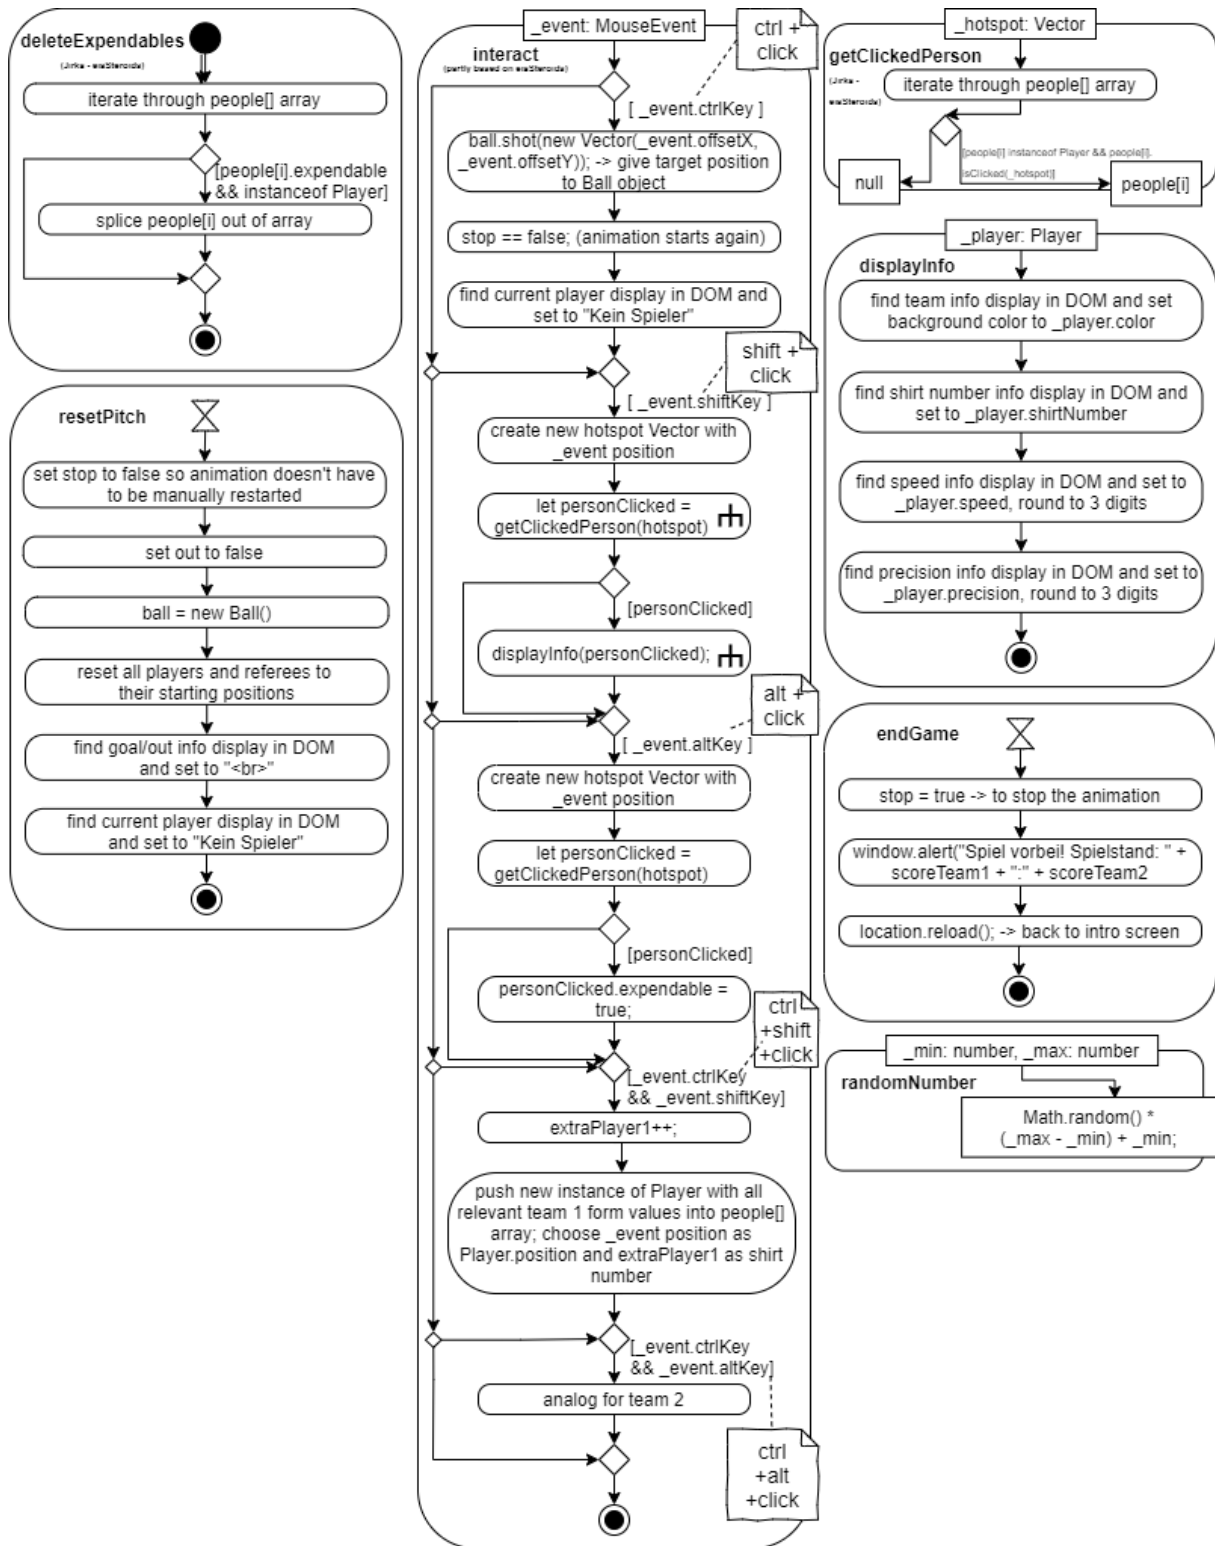 deleteExpendables
(Jirka - eiaSteroids)
iterate through people[] array
[people[i].expendable
&& instanceof Player]
splice people[i] out of array
resetPitch
set stop to false so animation doesn't have
to be manually restarted
set out to false
ball = new Ball()
reset all players and referees to
their starting positions
find goal/out info display in DOM
and set to "<br>"
find current player display in DOM
and set to "Kein Spieler"
_event: MouseEvent
interact
(partly based on eiaSteroids)
ctrl +
click
[ _event.ctrlKey ]
ball.shot(new Vector(_event.offsetX,
_event.offsetY)); -> give target position
to Ball object
stop == false; (animation starts again)
find current player display in DOM and
set to "Kein Spieler"
shift +
click
[ _event.shiftKey ]
create new hotspot Vector with
_event position
let personClicked =
getClickedPerson(hotspot)
[personClicked]
displayInfo(personClicked);
alt +
click
[ _event.altKey ]
create new hotspot Vector with
_event position
let personClicked =
getClickedPerson(hotspot)
[personClicked]
personClicked.expendable =
true;
ctrl
+shift
+click
[_event.ctrlKey
&& _event.shiftKey]
extraPlayer1++;
push new instance of Player with all
relevant team 1 form values into people[]
array; choose _event position as
Player.position and extraPlayer1 as shirt
number
[_event.ctrlKey
&& _event.altKey]
analog for team 2
ctrl
+alt
+click
_hotspot: Vector
getClickedPerson
(Jirka -
eiaSteroids)
iterate through people[] array
[people[i] instanceof Player && people[i].
isClicked(_hotspot)]
null
people[i]
_player: Player
displayInfo
find team info display in DOM and set
background color to _player.color
find shirt number info display in DOM and
set to _player.shirtNumber
find speed info display in DOM and set to
_player.speed, round to 3 digits
find precision info display in DOM and set to
_player.precision, round to 3 digits
endGame
stop = true -> to stop the animation
window.alert("Spiel vorbei! Spielstand: " +
scoreTeam1 + ":" + scoreTeam2
location.reload(); -> back to intro screen
_min: number, _max: number
randomNumber
Math.random() *
(_max - _min) + _min;